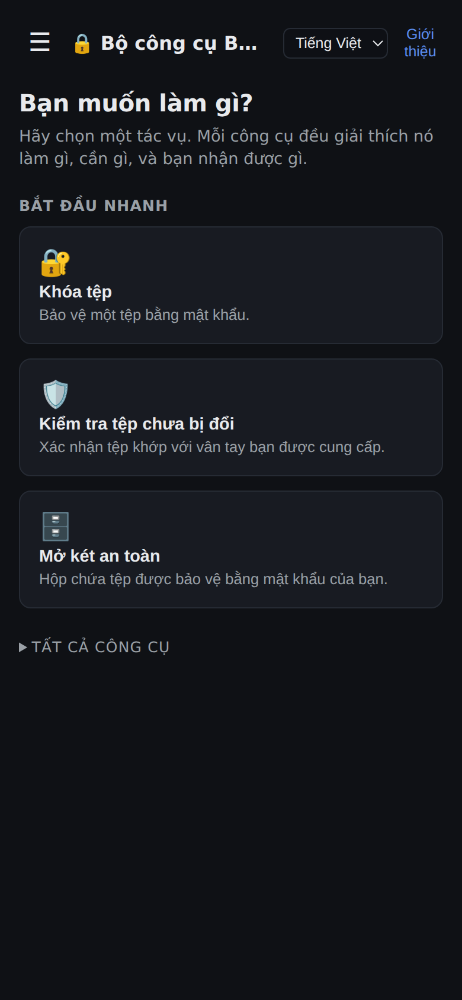 Bộ công cụ B...
Tiếng Việt
Giới
thiệu
Bạn muốn làm gì?
Hãy chọn một tác vụ. Mỗi công cụ đều giải thích nó
làm gì, cần gì, và bạn nhận được gì.
BẮT ĐẦU NHANH
Khóa tệp
Bảo vệ một tệp bằng mật khẩu.
Kiểm tra tệp chưa bị đổi
Xác nhận tệp khớp với vân tay bạn được cung cấp.
Mở két an toàn
Hộp chứa tệp được bảo vệ bằng mật khẩu của bạn.
TẤT CẢ CÔNG CỤ